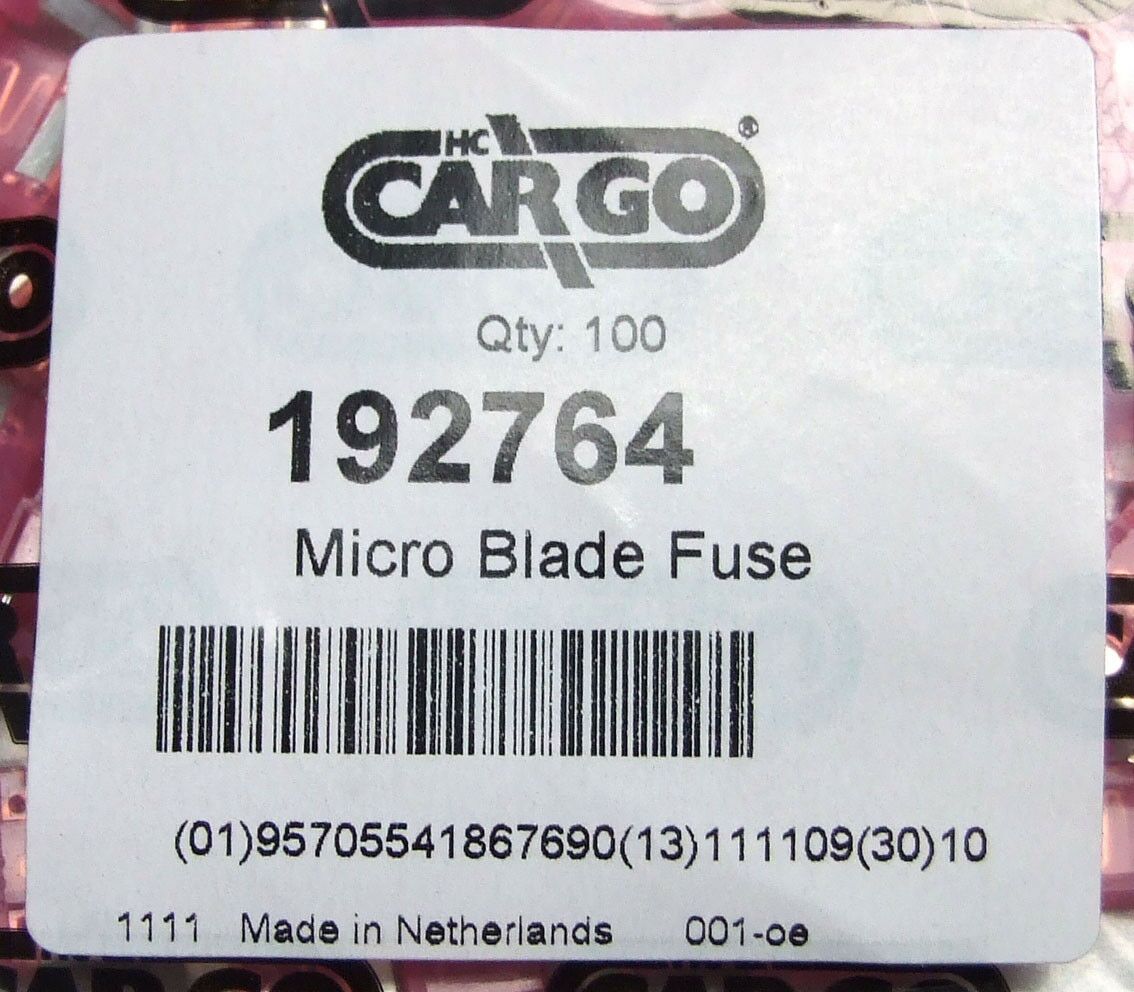 HC
CARGO®
Qty: 100
192764
Micro Blade Fuse
(01)95705541867690(13)111109(30)10
1111 Made in Netherlands 001-oe